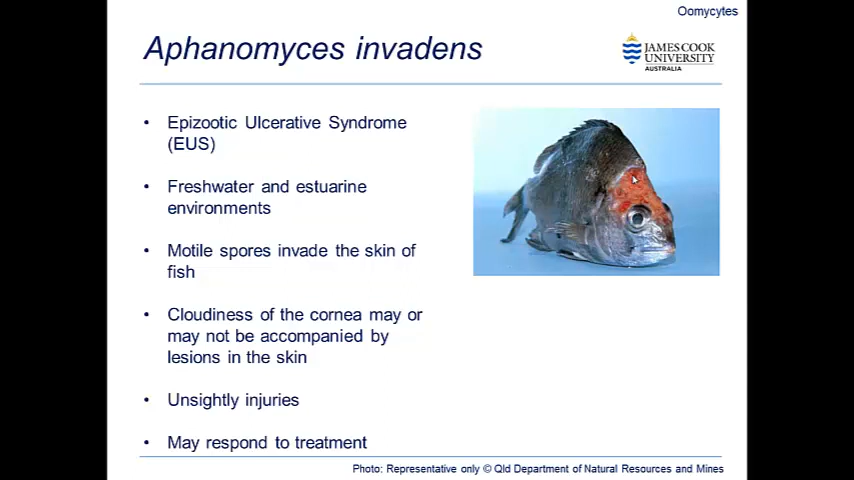 Oomycetes
Aphanomyces invadens
JAMES COOK
UNIVERSITY
AUSTRALIA
• Epizootic Ulcerative Syndrome
(EUS)
• Freshwater and estuarine
environments
• Motile spores invade the skin of
fish
• Cloudiness of the cornea may or
may not be accompanied by
lesions in the skin
• Unsightly injuries
• May respond to treatment
Photo: Representative only © Qld Department of Natural Resources and Mines